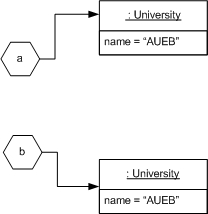 : University
a
name = “AUEB”
b
: University
name = “AUEB”